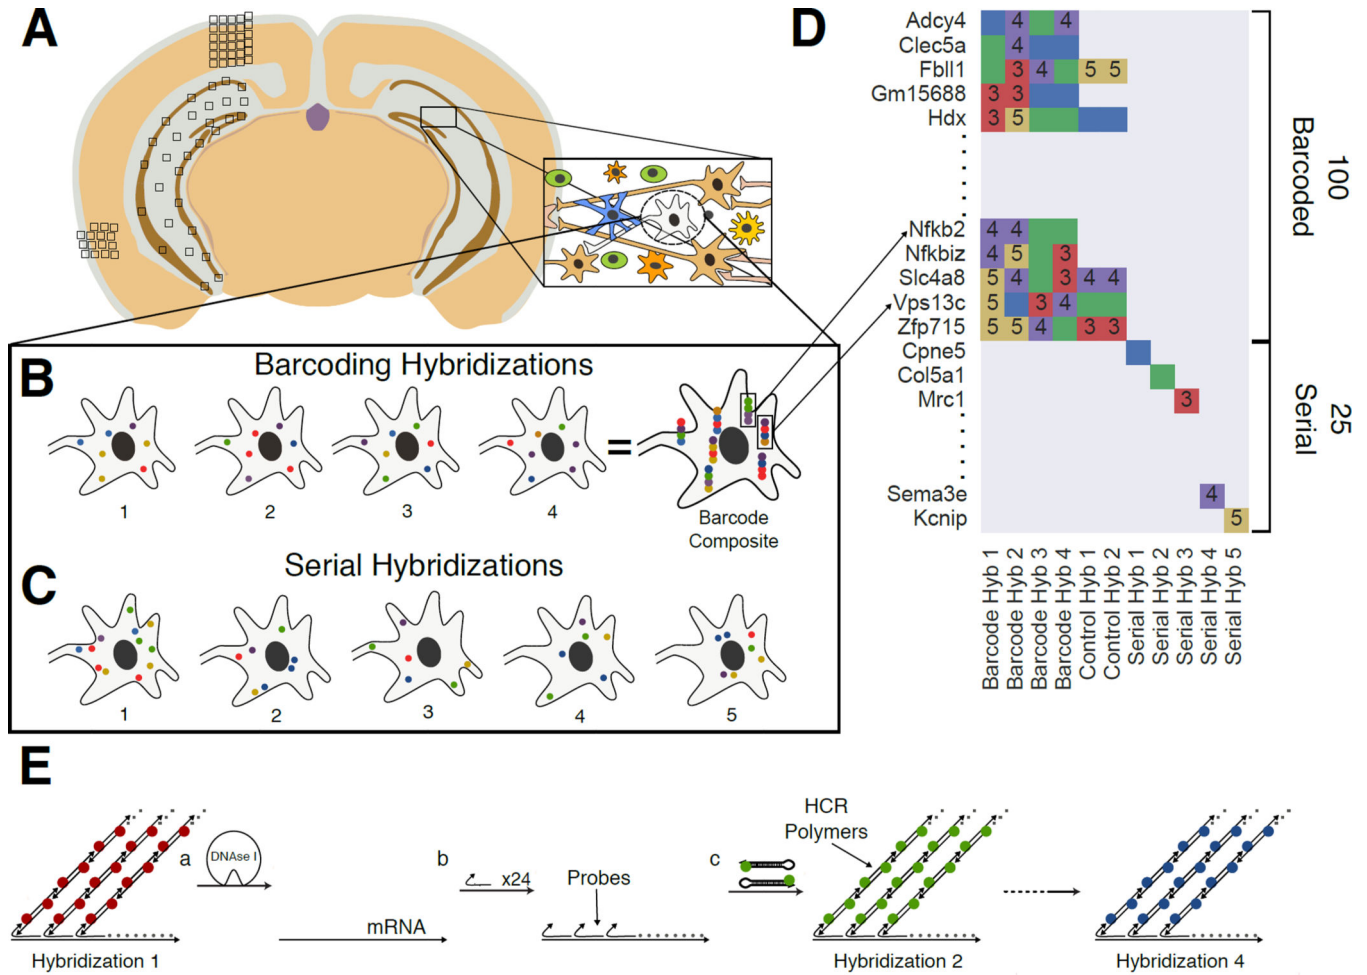 A
B
Barcoding Hybridizations
1
2
3
4
=
Barcode
Composite
C
Serial Hybridizations
1
2
3
4
5
D
Adcy4 4 4
Clec5a 4
Fbll1 3 4 5 5
Gm15688 3 3
Hdx 3 5
Nfkb2 4 4
Nfkbiz 4 5 3
Slc4a8 5 4 3 4 4
Vps13c 5 3 4
Zfp715 5 5 4 3 3
Cpne5
Col5a1
Mrc1 3
Sema3e 4
Kcnip 5
100
Barcoded
25
Serial
Barcode Hyb 1
Barcode Hyb 2
Barcode Hyb 3
Barcode Hyb 4
Control Hyb 1
Control Hyb 2
Serial Hyb 1
Serial Hyb 2
Serial Hyb 3
Serial Hyb 4
Serial Hyb 5
E
a
DNAse I
mRNA
b
x24
Probes
c
HCR
Polymers
Hybridization 1
Hybridization 2
Hybridization 4